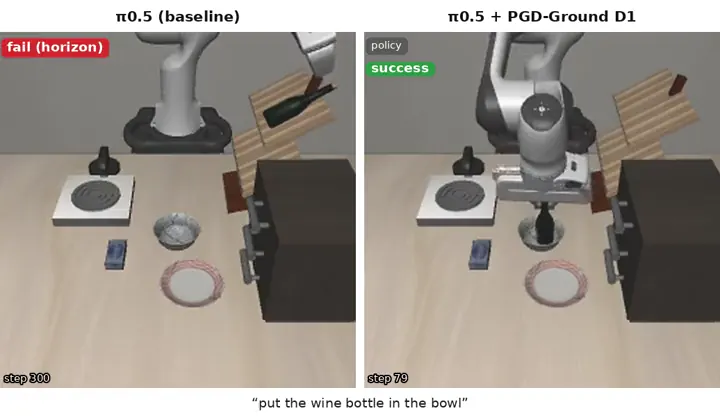 π0.5 (baseline)
π0.5 + PGD-Ground D1
fail (horizon)
policy
success
step 300
step 79
“put the wine bottle in the bowl”